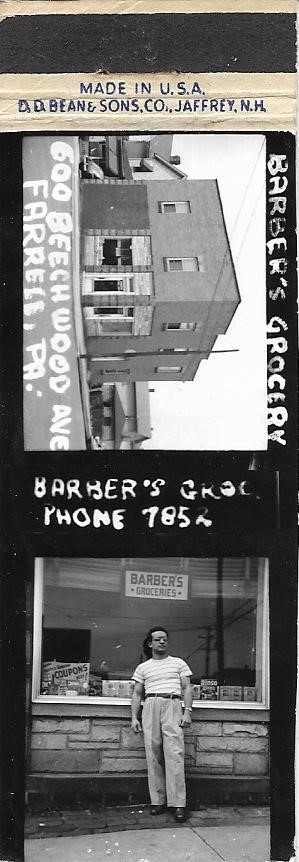 MADE IN U.S.A.
D.D. BEAN & SONS, CO., JAFFREY, N.H.
BARBER'S GROCERY
600 BEECHWOOD AVE
FARRELL, PA.
BARBER'S GROC.
PHONE 7852
BARBER'S
GROCERIES
COUPONS
Rinso